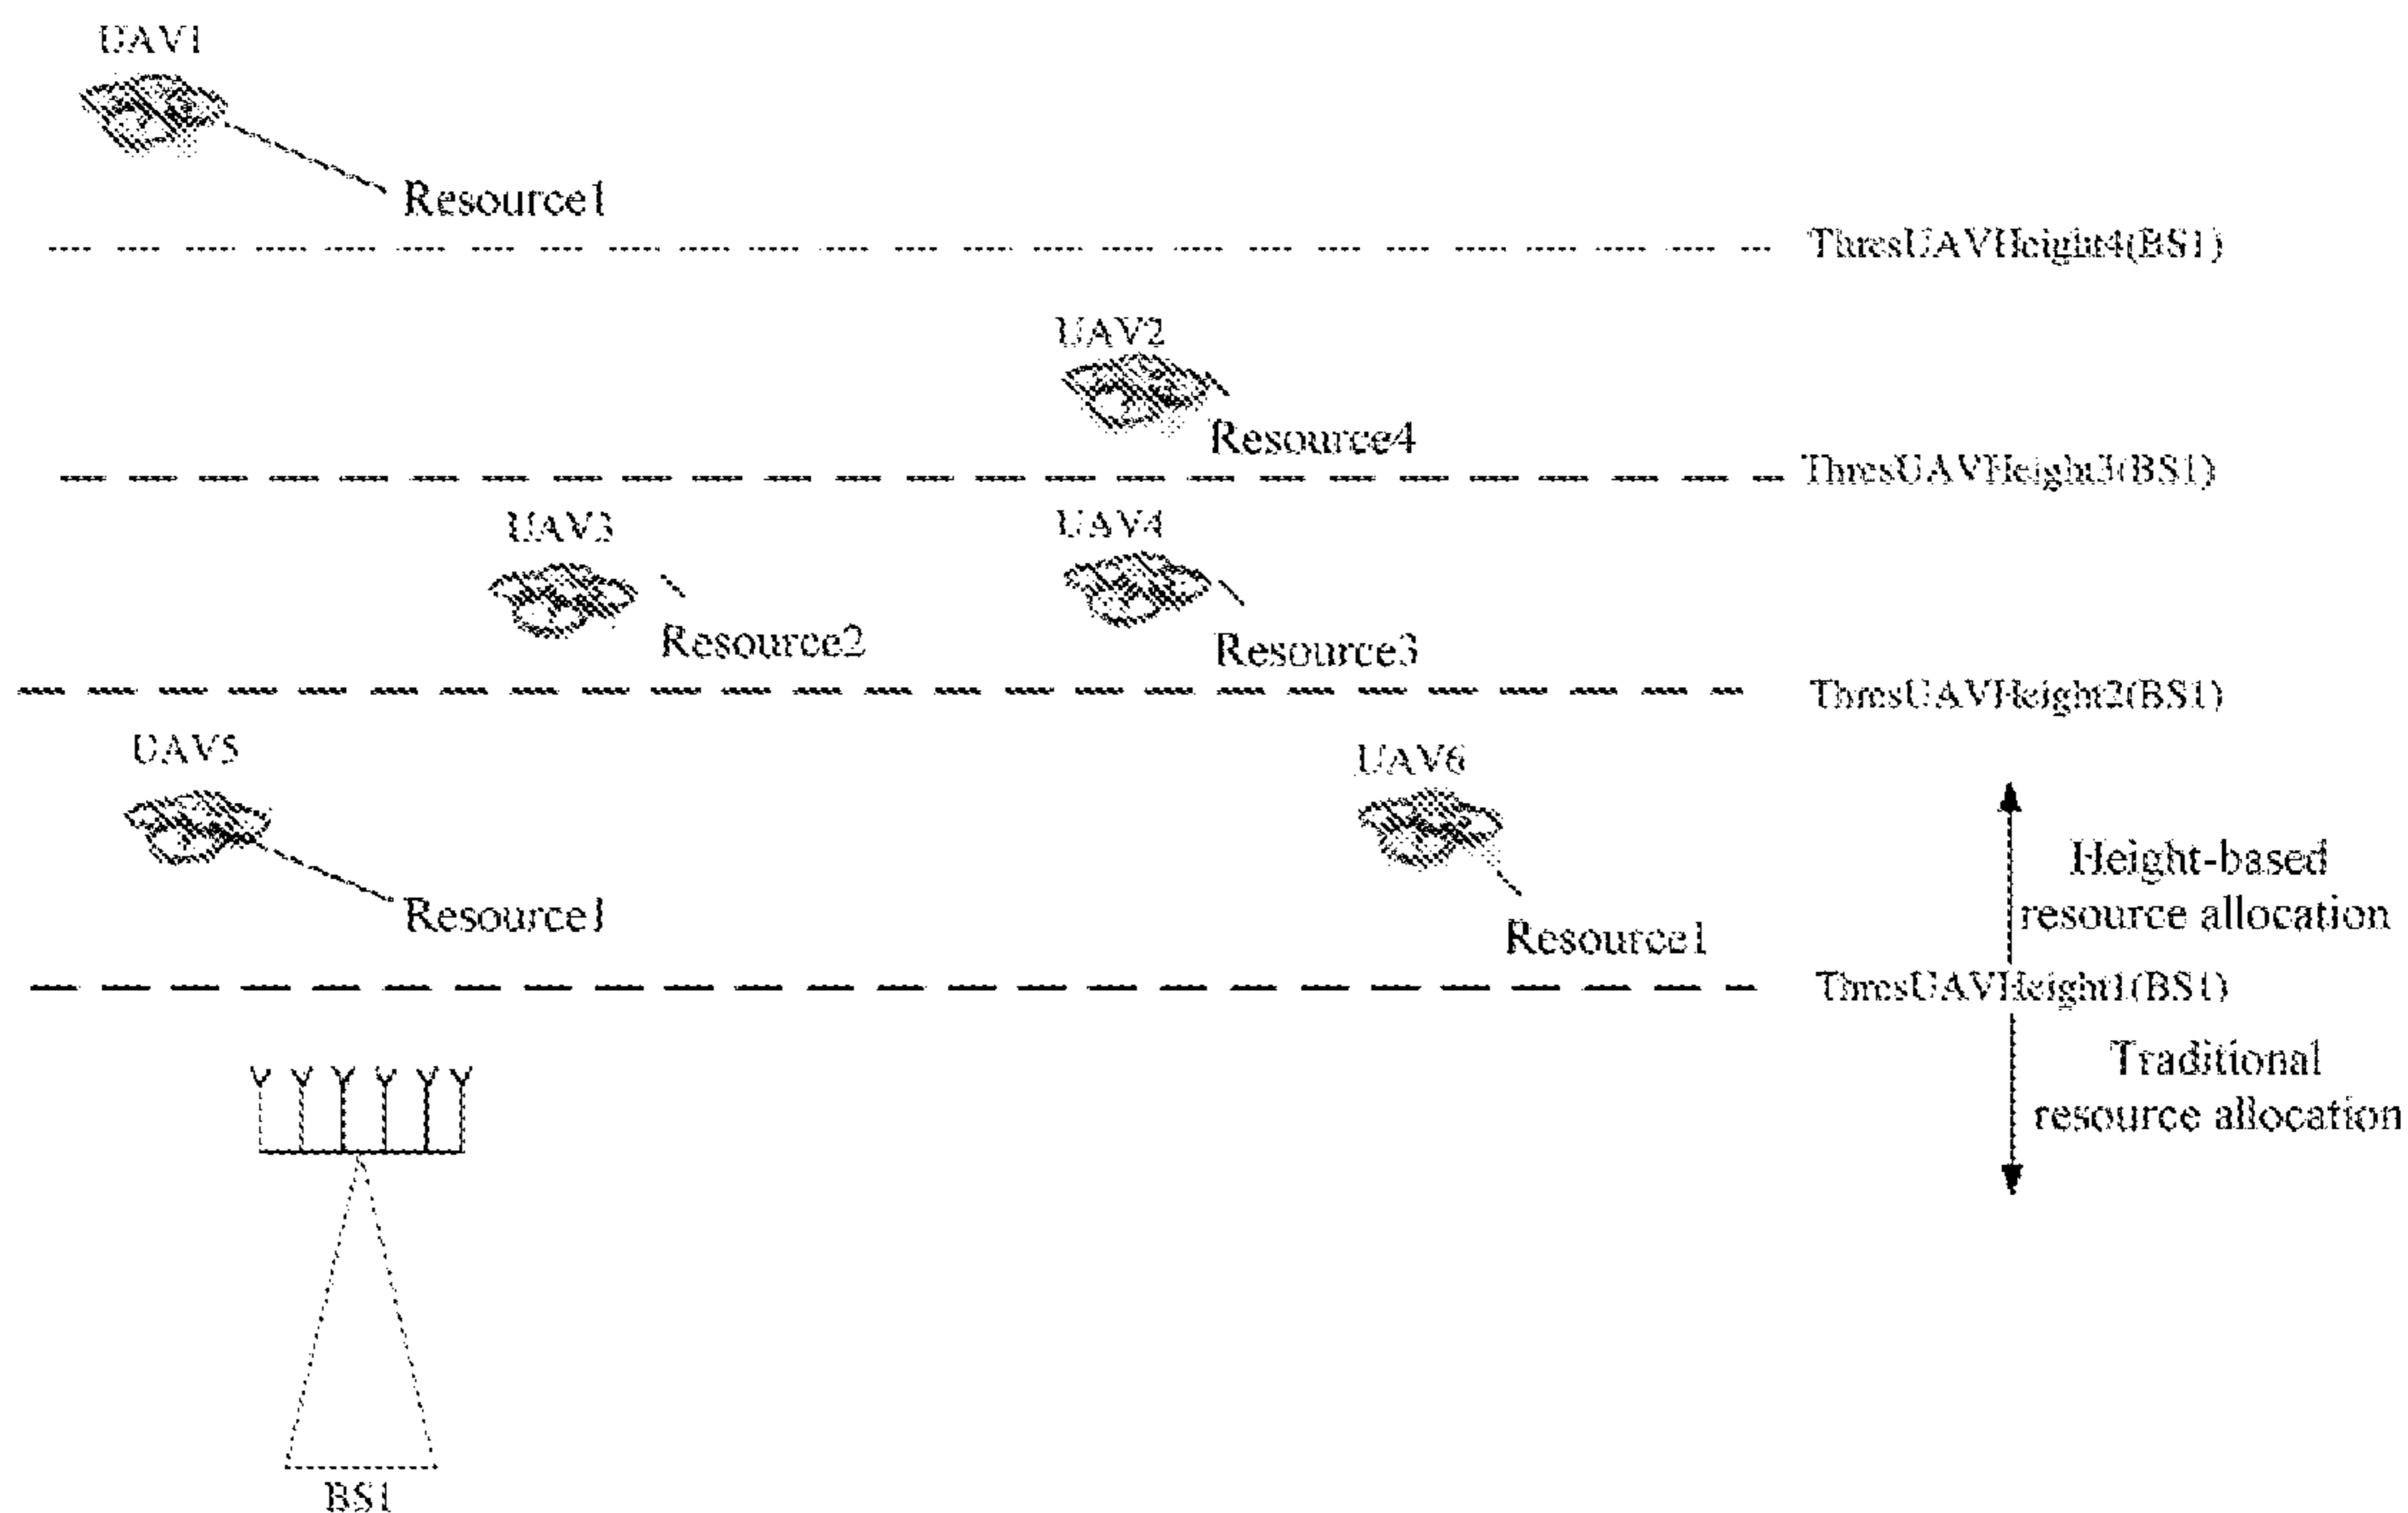 UAV1
Resource1
ThresUAVHeight4(BS1)
UAV2
Resource4
ThresUAVHeight3(BS1)
UAV3
UAV4
Resource2
Resource3
ThresUAVHeight2(BS1)
UAV5
UAV6
Height-based
resource allocation
Resource1
Resource1
ThresUAVHeight1(BS1)
Traditional
resource allocation
BS1